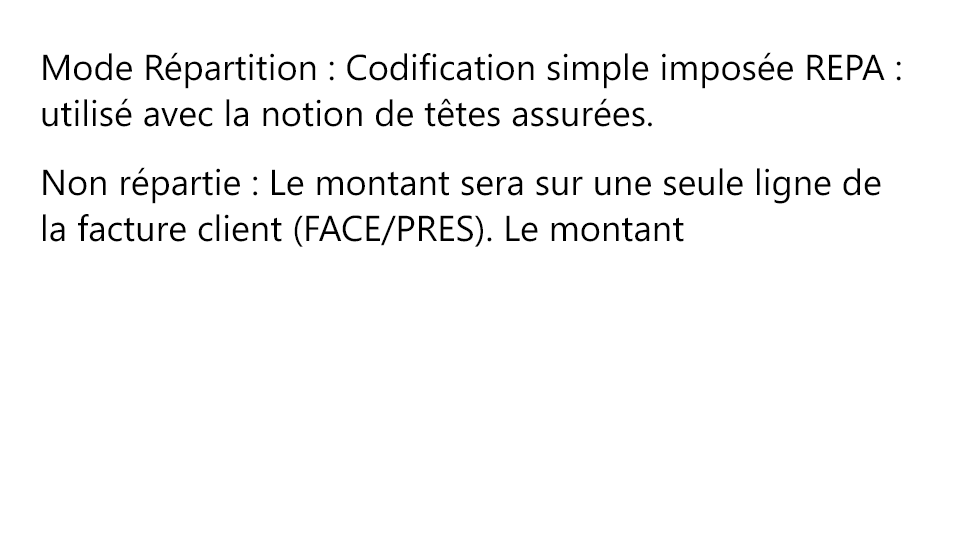 Mode Répartition : Codification simple imposée REPA :
utilisé avec la notion de têtes assurées.
Non répartie : Le montant sera sur une seule ligne de
la facture client (FACE/PRES). Le montant